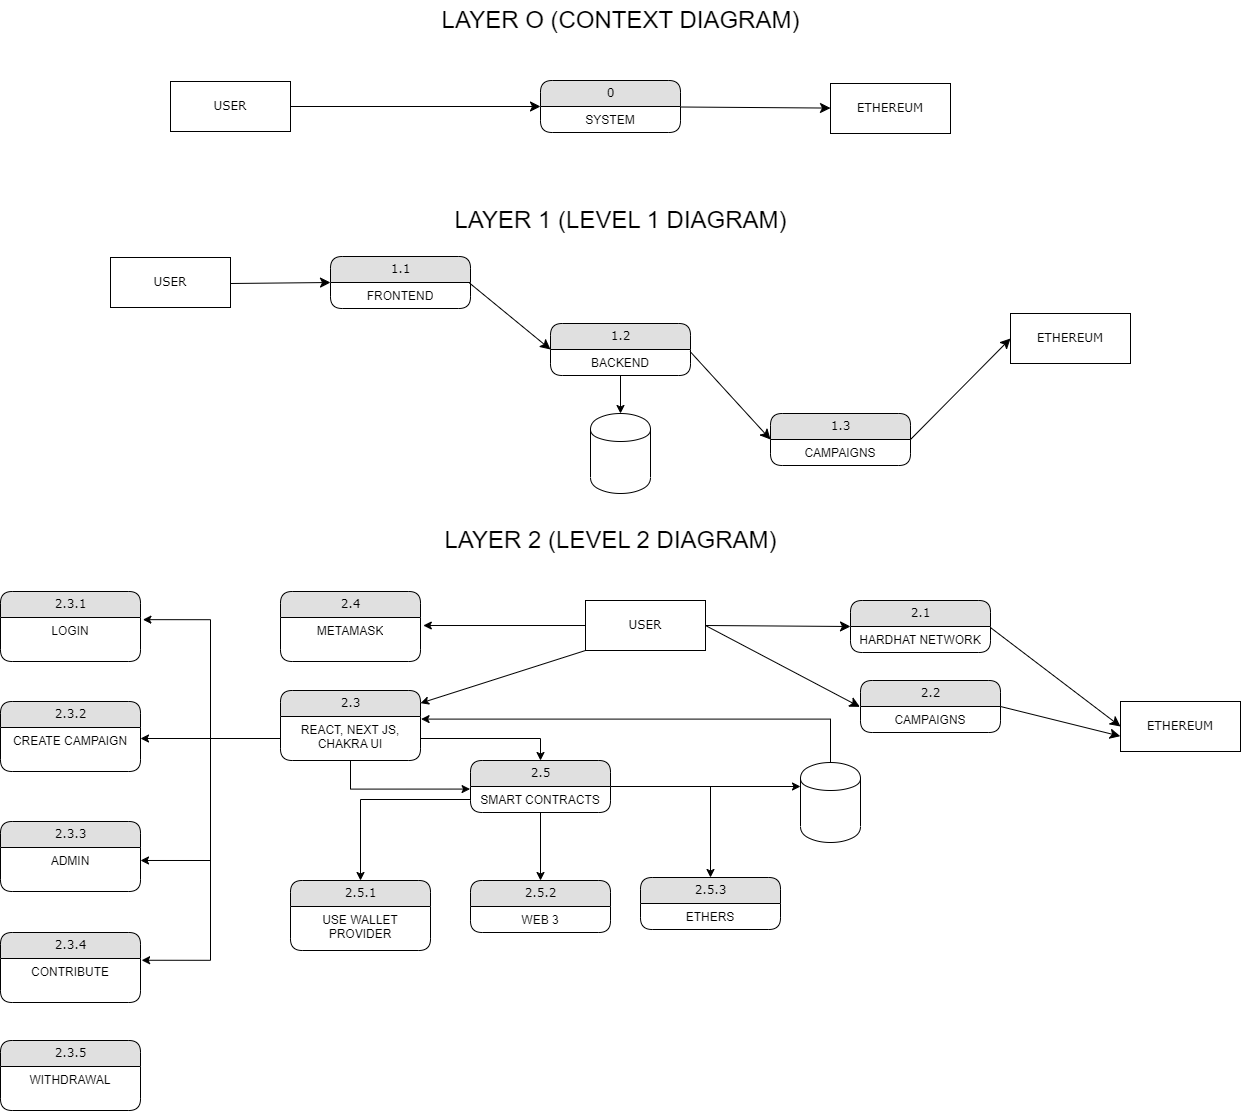 LAYER O (CONTEXT DIAGRAM)
USER
0
SYSTEM
ETHEREUM
LAYER 1 (LEVEL 1 DIAGRAM)
USER
1.1
FRONTEND
1.2
BACKEND
ETHEREUM
1.3
CAMPAIGNS
LAYER 2 (LEVEL 2 DIAGRAM)
2.3.1
LOGIN
2.4
METAMASK
USER
2.1
HARDHAT NETWORK
2.3.2
CREATE CAMPAIGN
2.3
REACT, NEXT JS,
CHAKRA UI
2.2
CAMPAIGNS
ETHEREUM
2.5
SMART CONTRACTS
2.3.3
ADMIN
2.5.1
USE WALLET
PROVIDER
2.5.2
WEB 3
2.5.3
ETHERS
2.3.4
CONTRIBUTE
2.3.5
WITHDRAWAL